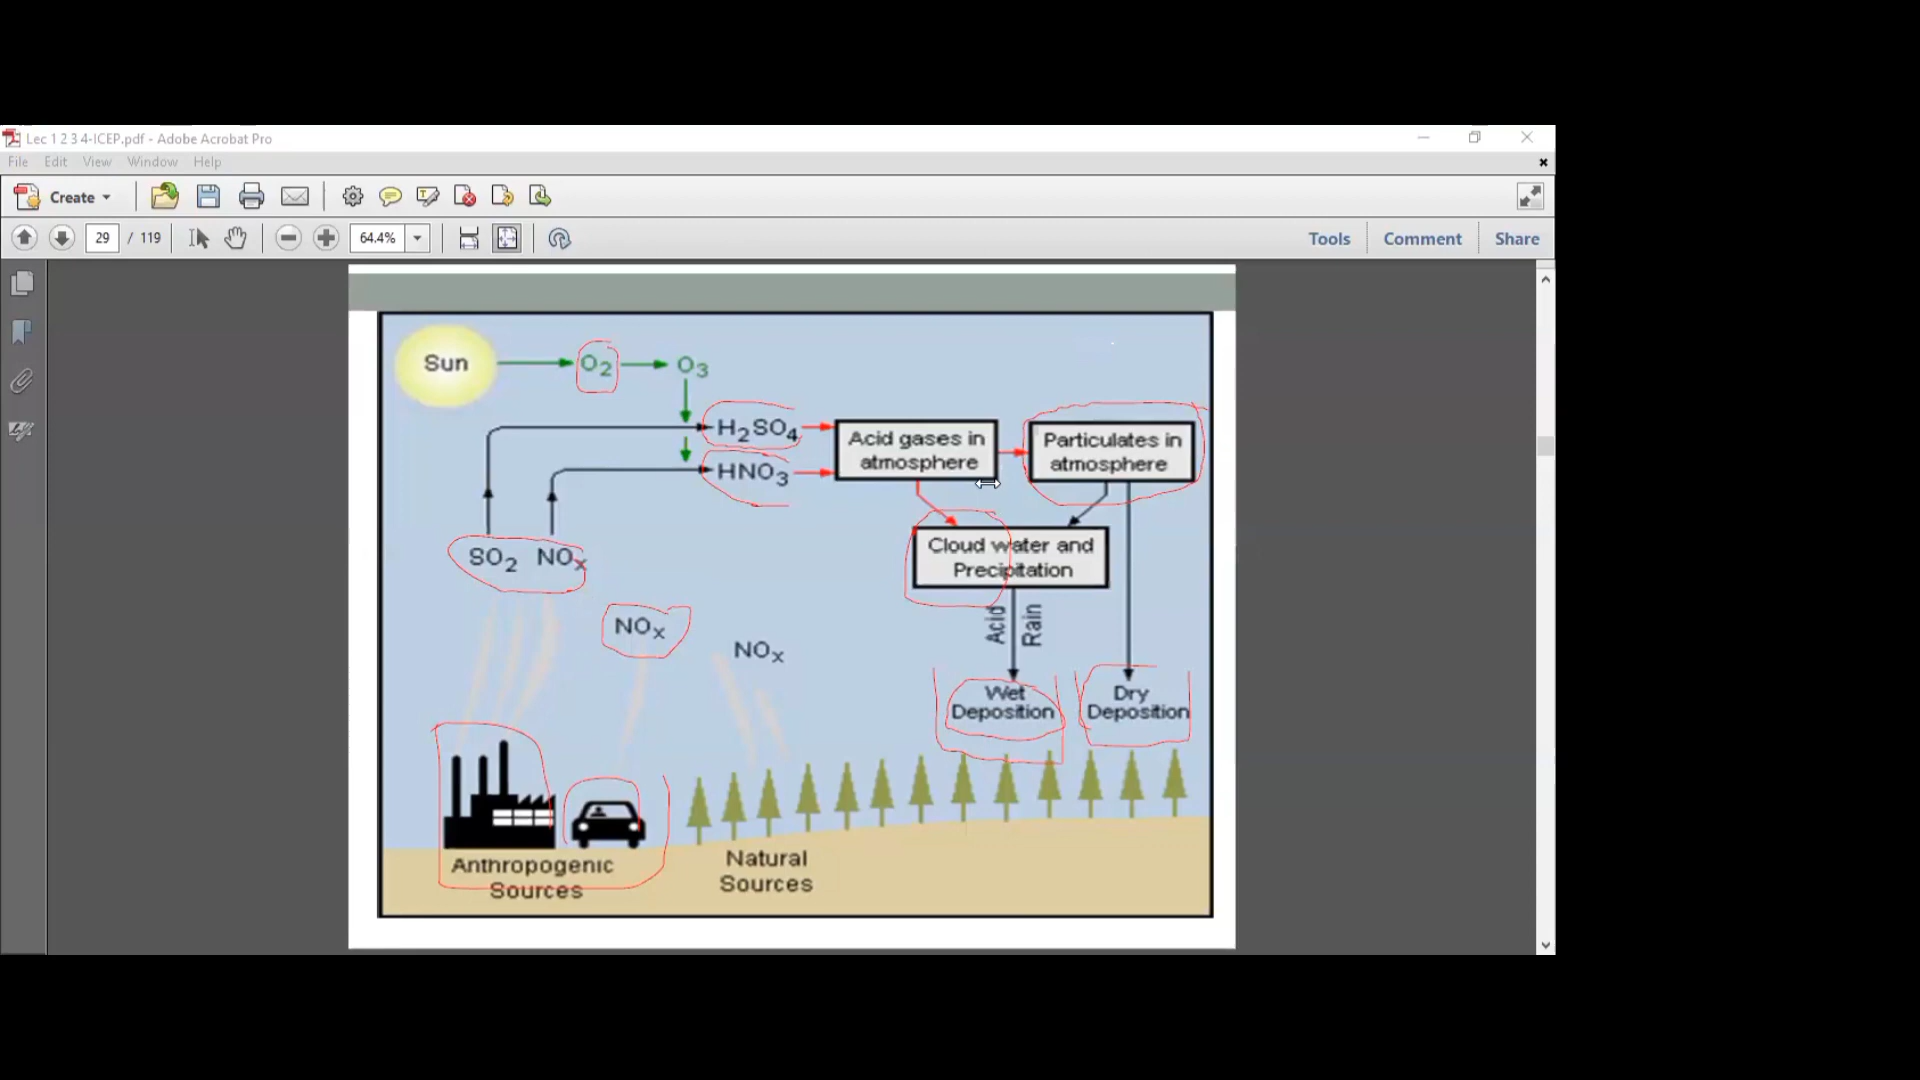 Lec 1 2 3 4-ICEP.pdf - Adobe Acrobat Pro
File Edit View Window Help
Create
29 / 119 64.4% Tools Comment Share
Sun O2 O3
H2SO4
HNO3
Acid gases in
atmosphere
Particulates in
atmosphere
SO2 NOx
Cloud water and
Precipitation
NOx
NOx
Acid Rain
Wet
Deposition
Dry
Deposition
Anthropogenic
Sources
Natural
Sources